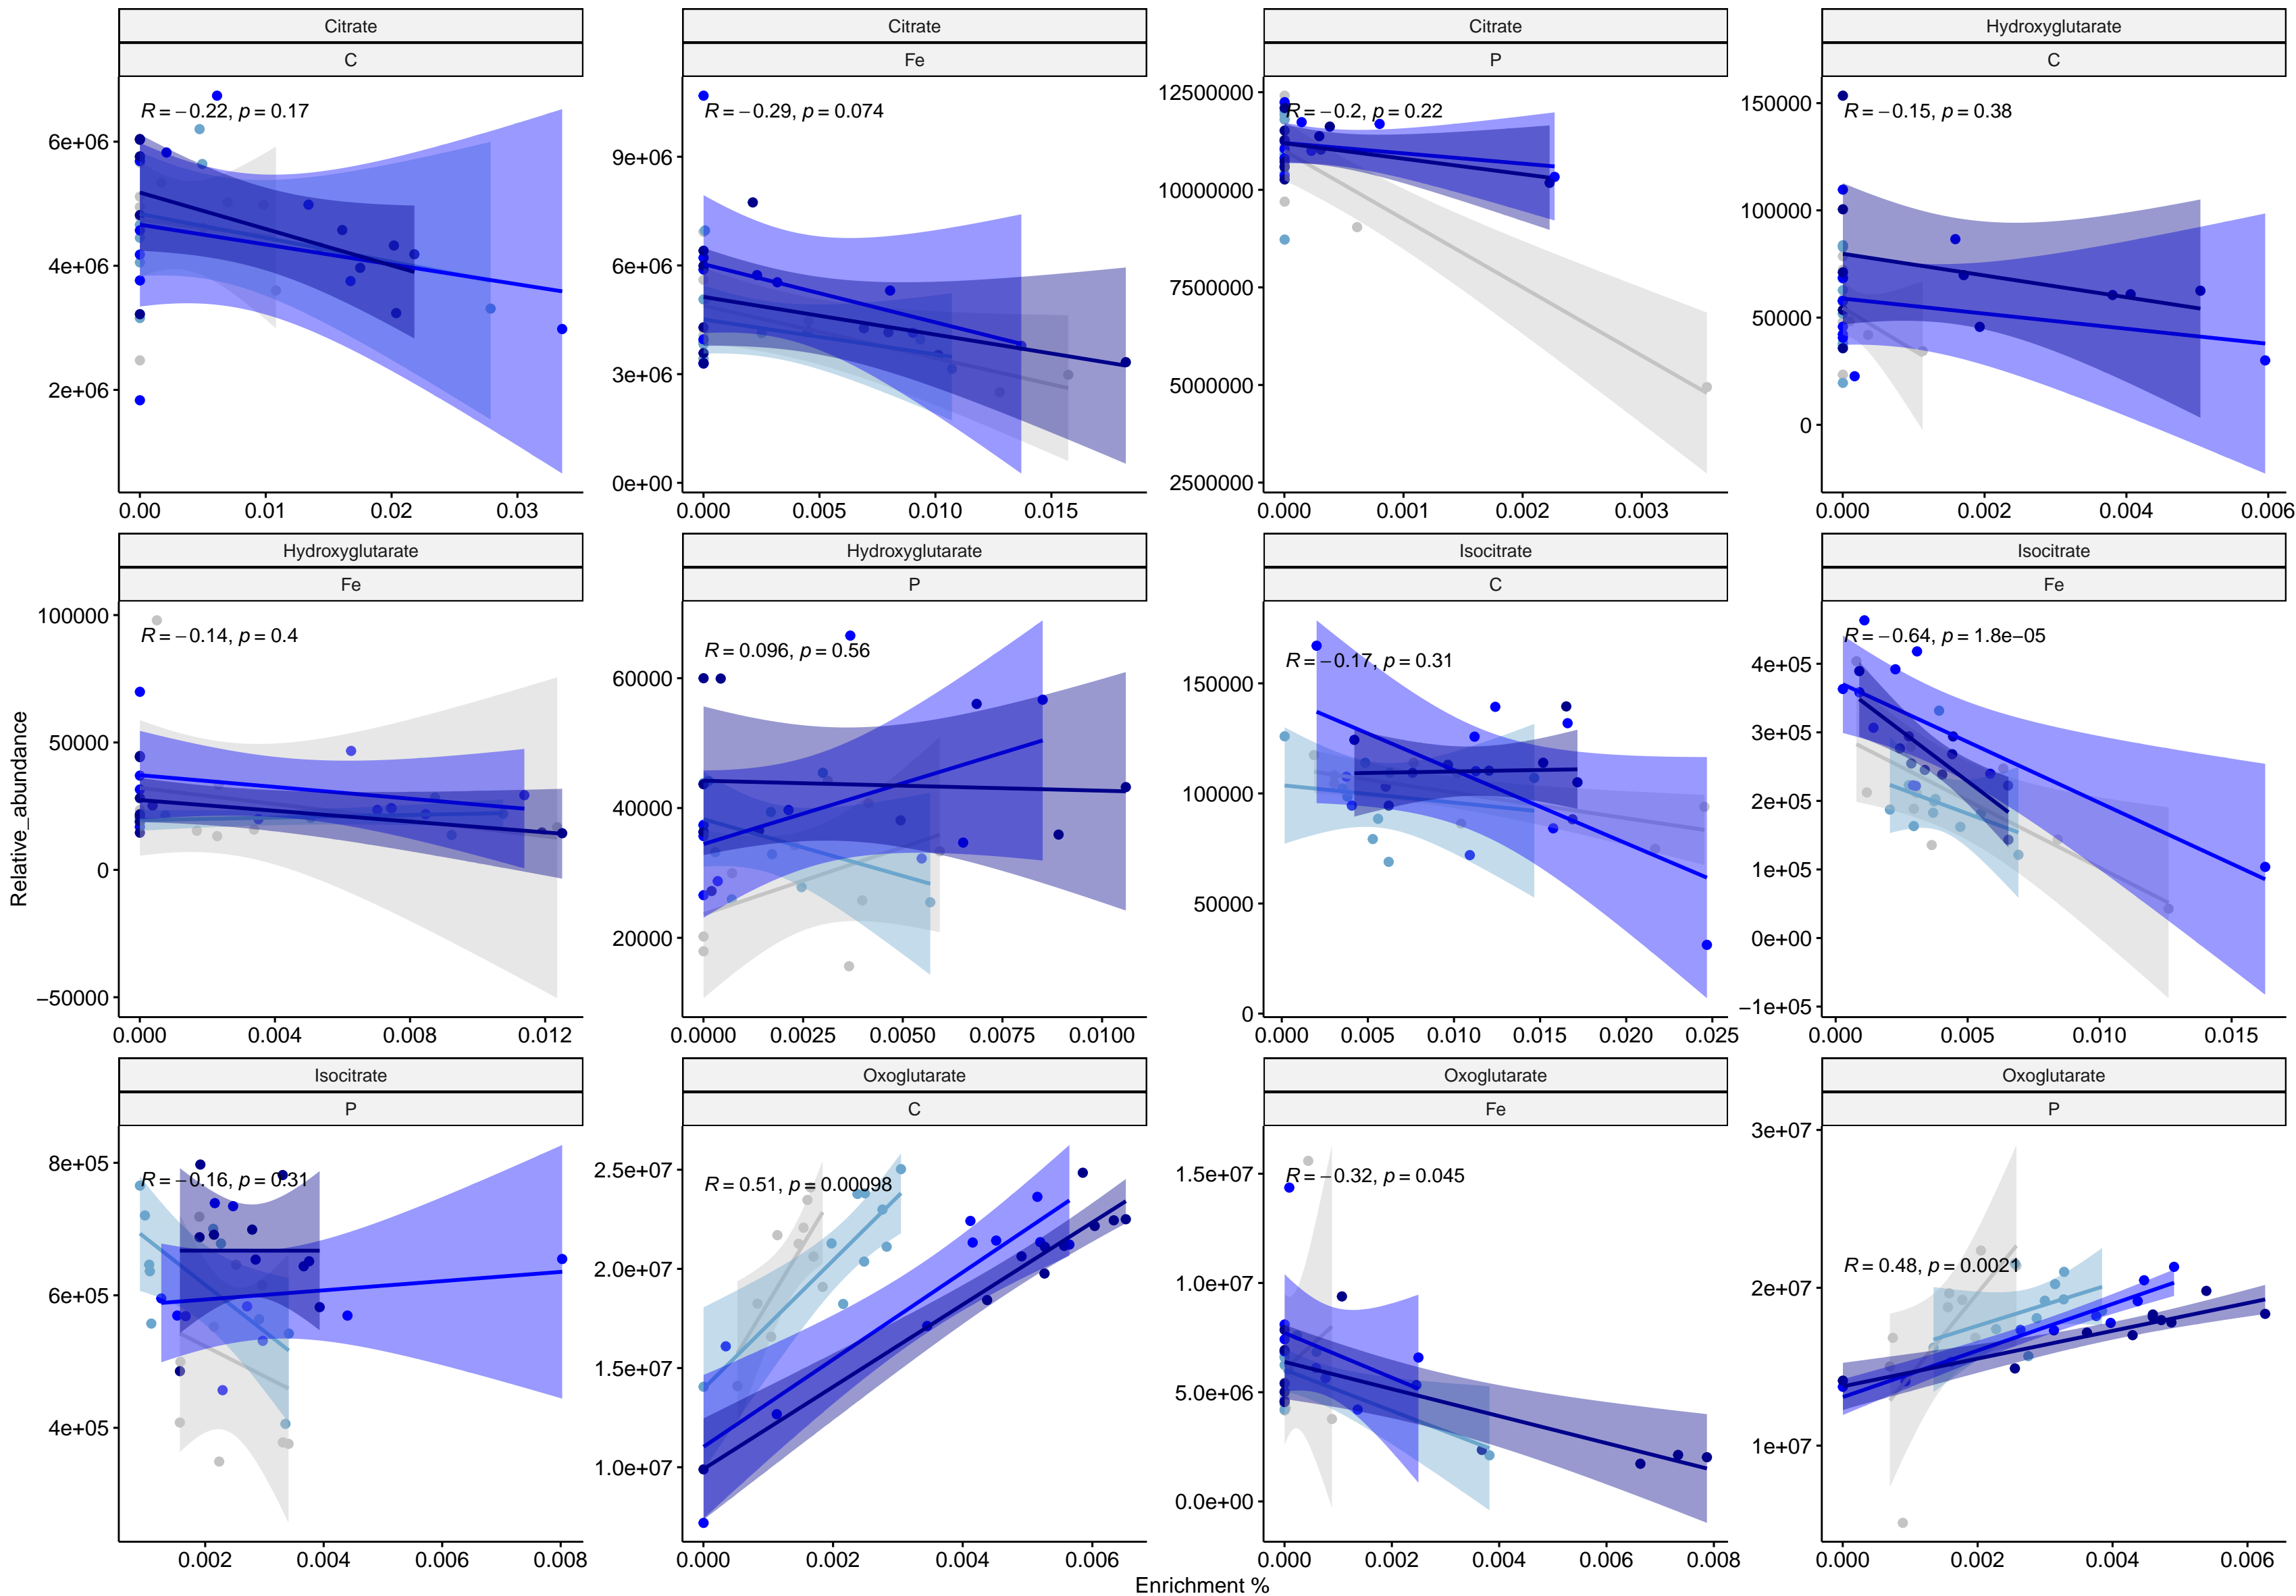 Citrate
C
R = −0.22, p = 0.17
6e+06
4e+06
2e+06
0.00 0.01 0.02 0.03
Citrate
Fe
R = −0.29, p = 0.074
9e+06
6e+06
3e+06
0e+00
0.000 0.005 0.010 0.015
Citrate
P
R = −0.2, p = 0.22
12500000
10000000
7500000
5000000
2500000
0.000 0.001 0.002 0.003
Hydroxyglutarate
C
R = −0.15, p = 0.38
150000
100000
50000
0
0.000 0.002 0.004 0.006
Relative_abundance
Hydroxyglutarate
Fe
R = −0.14, p = 0.4
100000
50000
0
−50000
0.000 0.004 0.008 0.012
Hydroxyglutarate
P
R = 0.096, p = 0.56
60000
40000
20000
0.0000 0.0025 0.0050 0.0075 0.0100
Isocitrate
C
R = −0.17, p = 0.31
150000
100000
50000
0
0.000 0.005 0.010 0.015 0.020 0.025
Isocitrate
Fe
R = −0.64, p = 1.8e−05
4e+05
3e+05
2e+05
1e+05
0e+00
−1e+05
0.000 0.005 0.010 0.015
Isocitrate
P
R = −0.16, p = 0.31
8e+05
6e+05
4e+05
0.002 0.004 0.006 0.008
Oxoglutarate
C
R = 0.51, p = 0.00098
2.5e+07
2.0e+07
1.5e+07
1.0e+07
0.000 0.002 0.004 0.006
Oxoglutarate
Fe
R = −0.32, p = 0.045
1.5e+07
1.0e+07
5.0e+06
0.0e+00
0.000 0.002 0.004 0.006 0.008
Oxoglutarate
P
R = 0.48, p = 0.0021
3e+07
2e+07
1e+07
0.000 0.002 0.004 0.006
Enrichment %